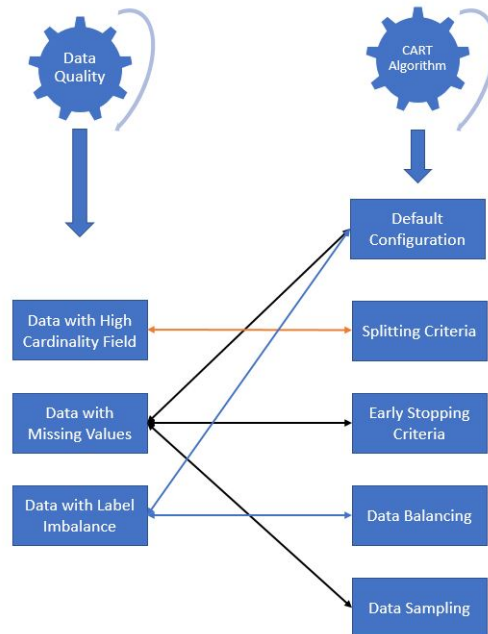 Data
Quality
CART
Algorithm
Default
Configuration
Data with High
Cardinality Field
Splitting Criteria
Data with
Missing Values
Early Stopping
Criteria
Data with Label
Imbalance
Data Balancing
Data Sampling